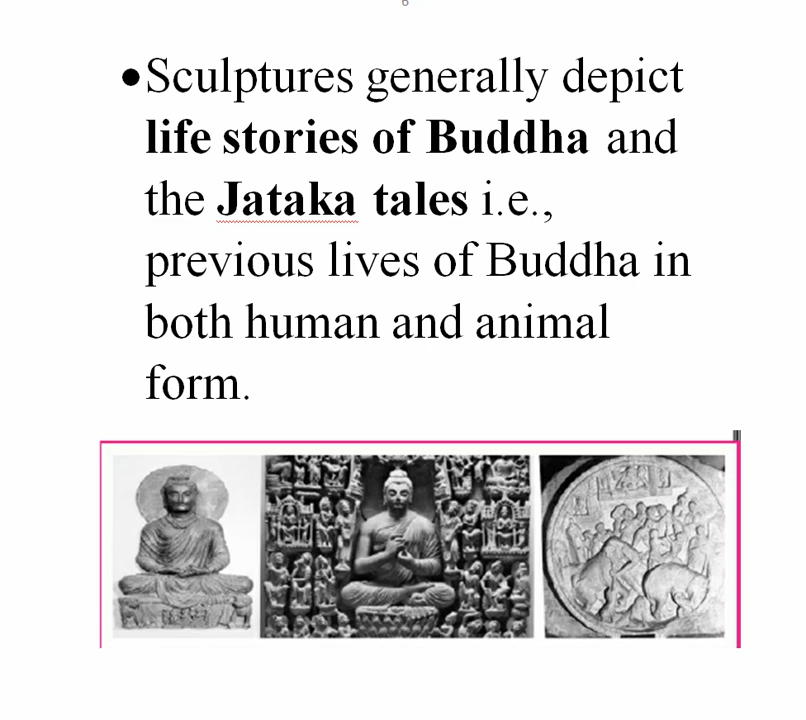 6
•Sculptures generally depict
life stories of Buddha and
the Jataka tales i.e.,
previous lives of Buddha in
both human and animal
form.